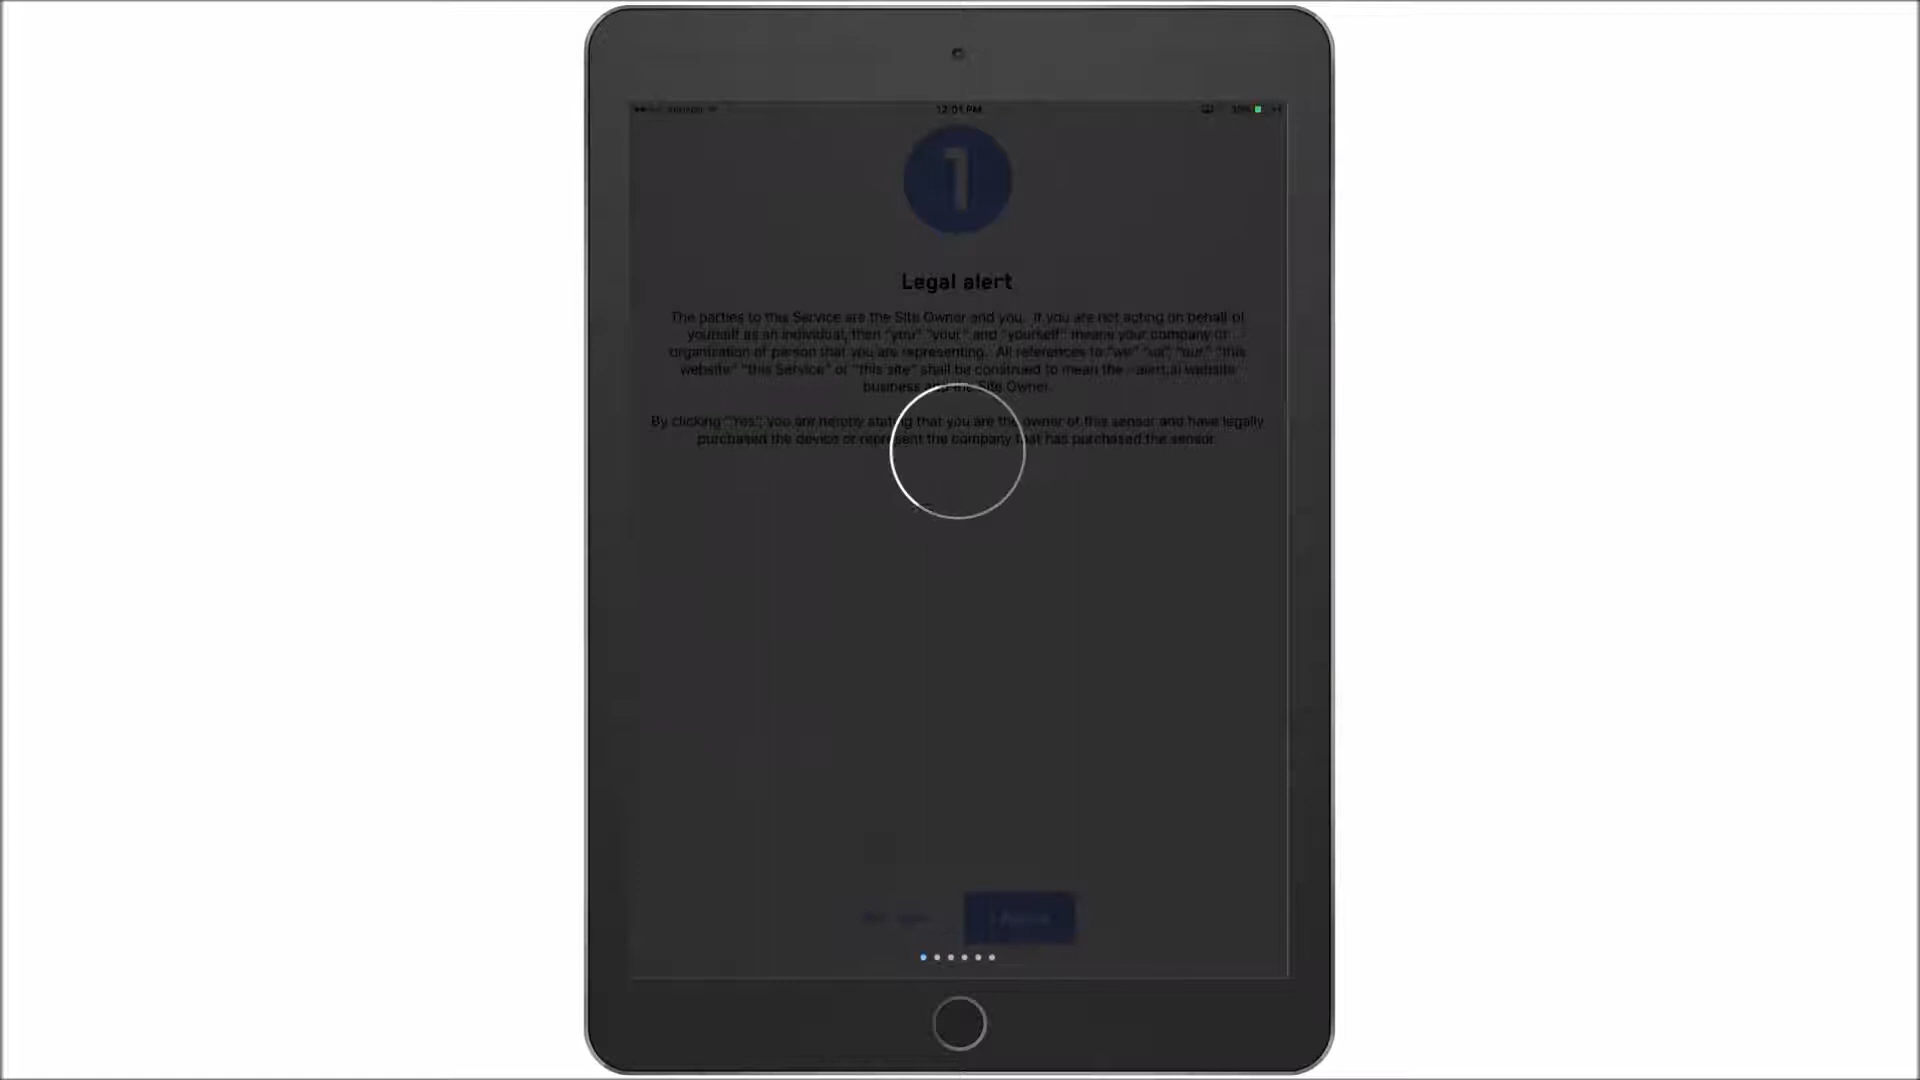 12:01 PM
1
Legal alert
The parties to this Service are the Site Owner and you. If you are not acting on behalf of
yourself as an individual, then "you" "your" and "yourself" means your company or
organization of person that you are representing. All references to "we" "us", "our," "this
website" "this Service" or "this site" shall be construed to mean the alert.ai website
business and the Site Owner.
By clicking "Yes", you are hereby stating that you are the owner of this sensor and have legally
purchased the device or represent the company that has purchased the sensor.